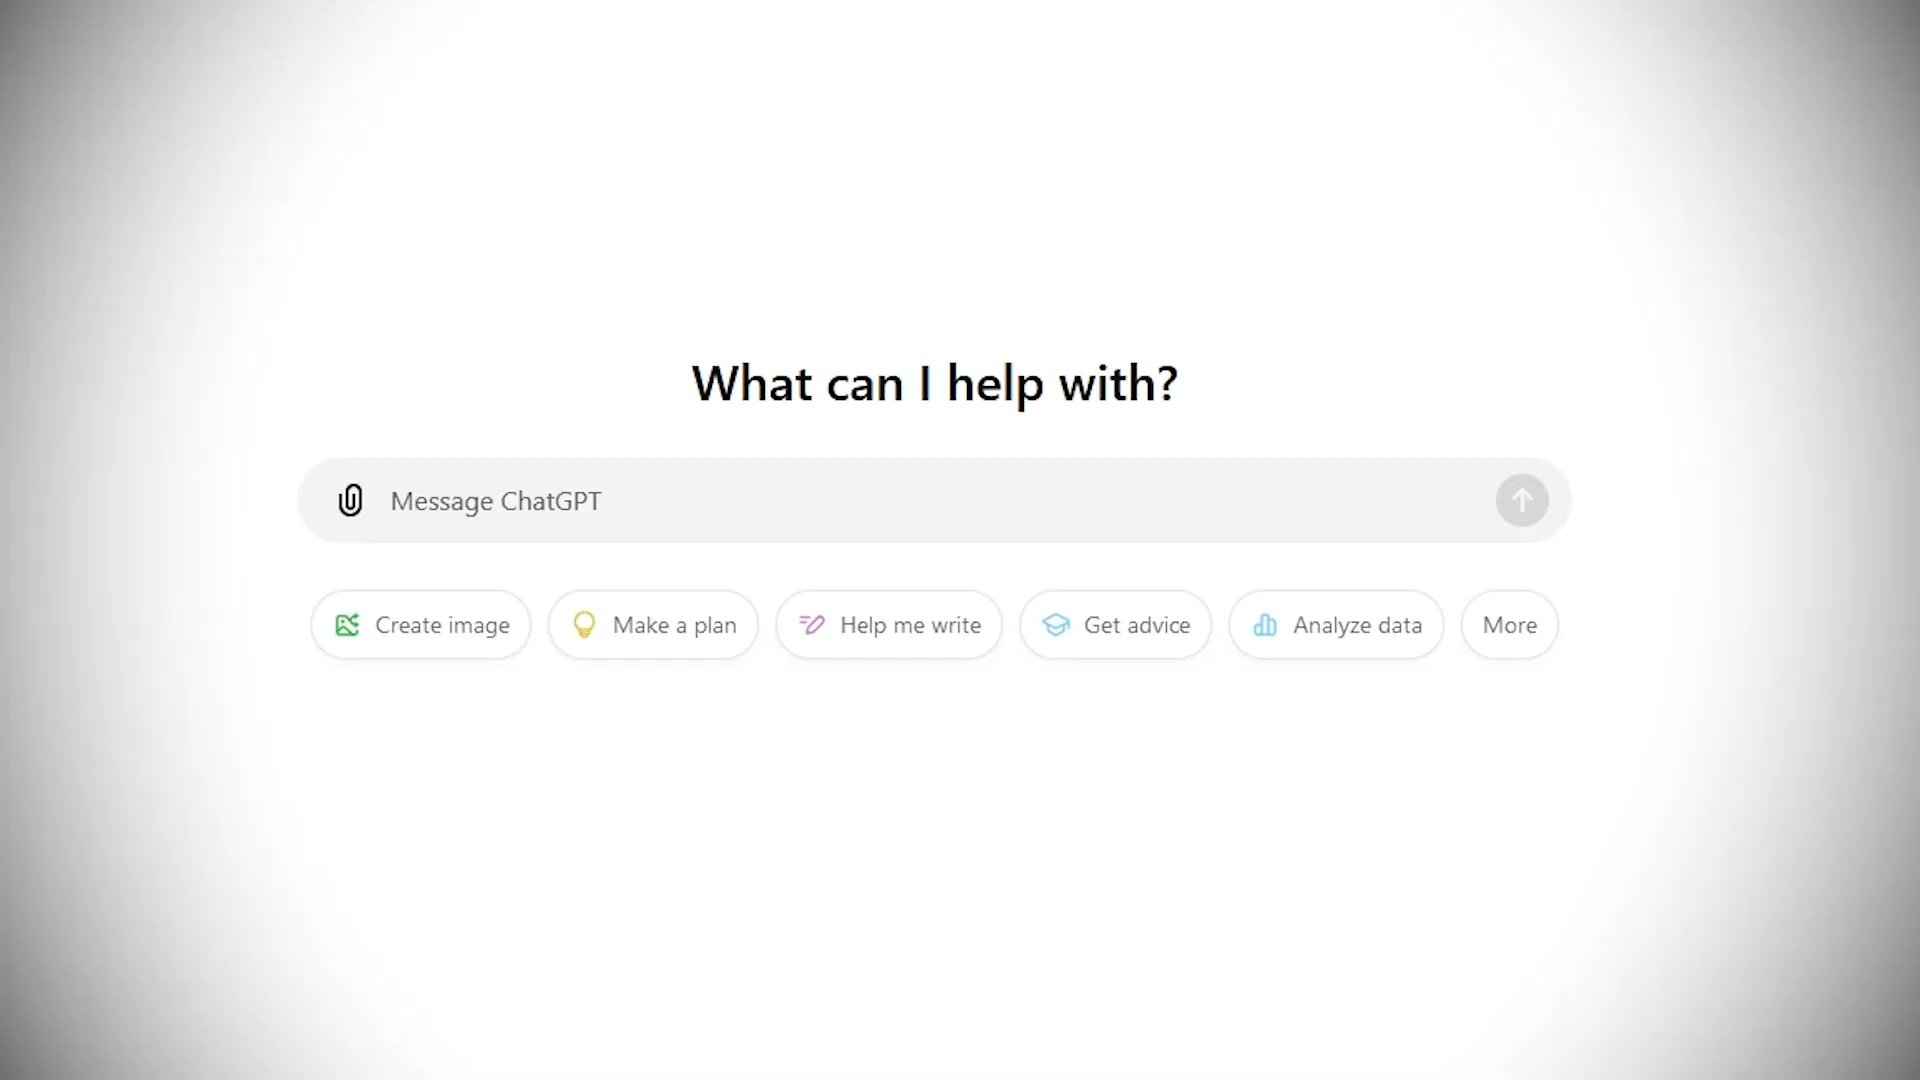 What can I help with?
Message ChatGPT
Create image
Make a plan
Help me write
Get advice
Analyze data
More